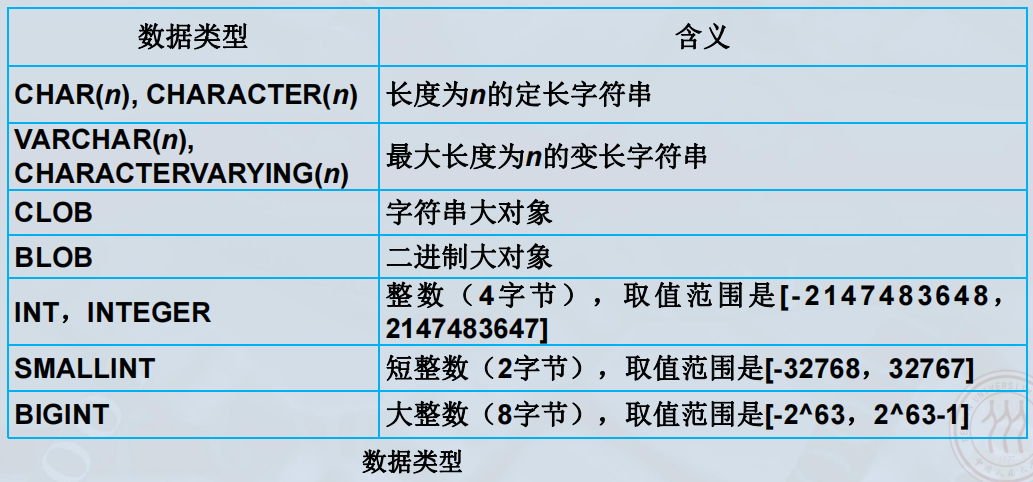 数据类型 含义
CHAR(n), CHARACTER(n) 长度为n的定长字符串
VARCHAR(n),
CHARACTERVARYING(n) 最大长度为n的变长字符串
CLOB 字符串大对象
BLOB 二进制大对象
INT，INTEGER 整数（4字节），取值范围是[-2147483648，
2147483647]
SMALLINT 短整数（2字节），取值范围是[-32768，32767]
BIGINT 大整数（8字节），取值范围是[-2^63，2^63-1]
数据类型